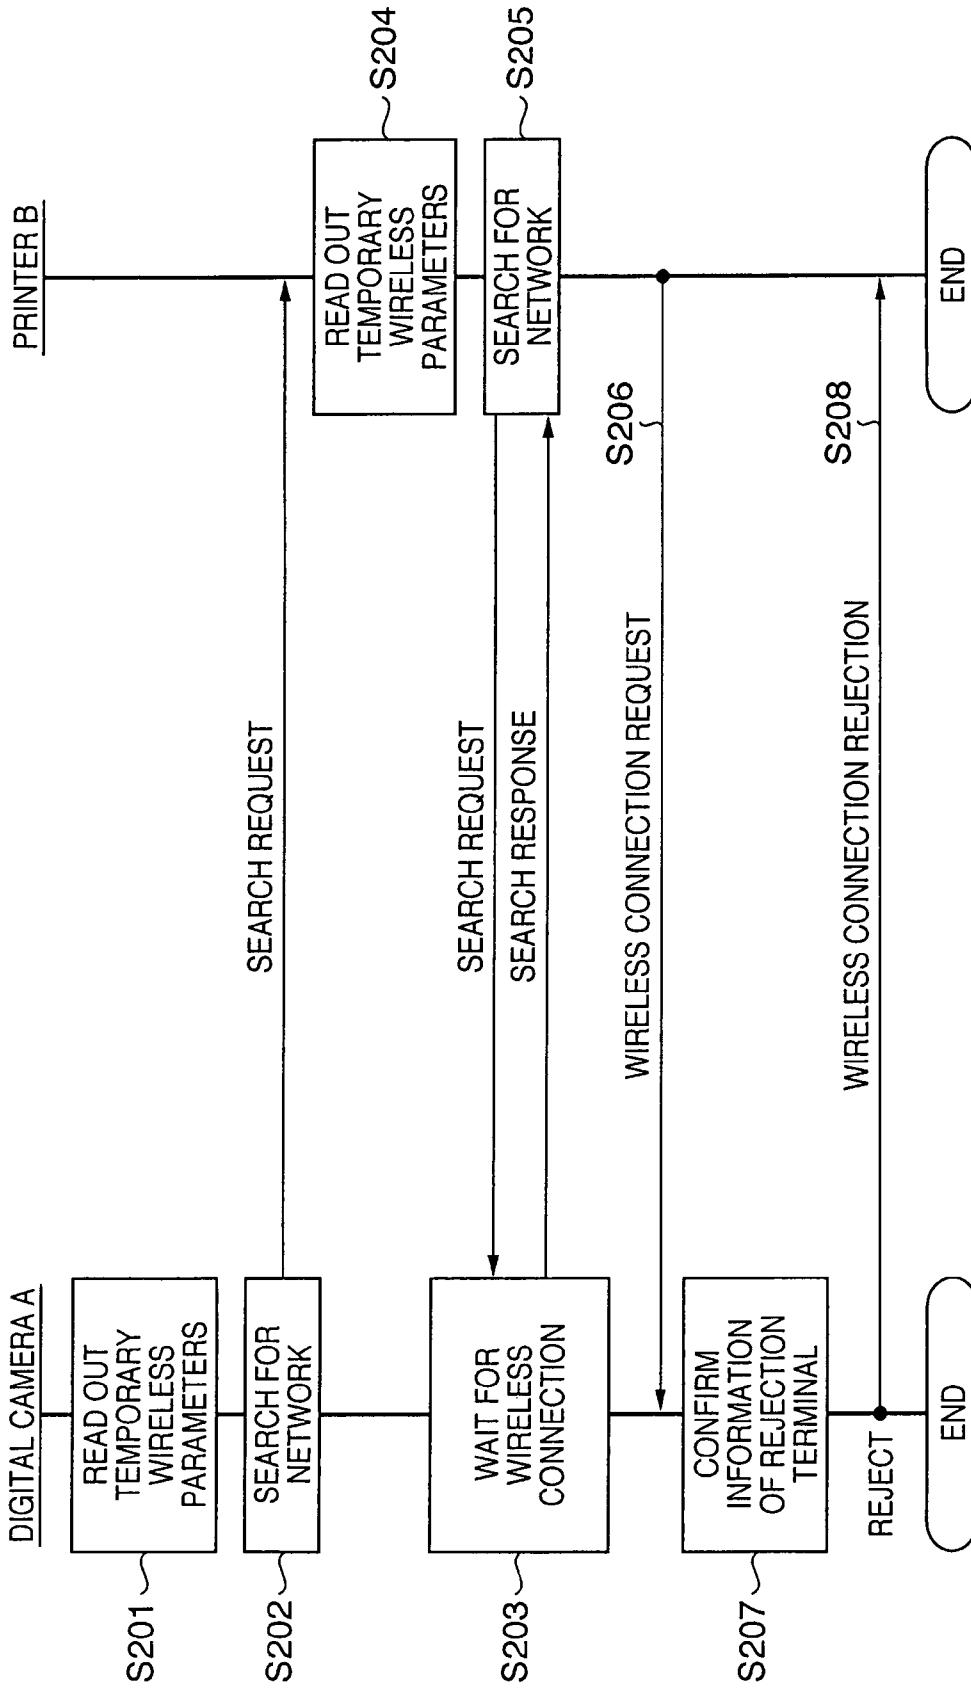 DIGITAL CAMERA A
PRINTER B
S201
READ OUT
TEMPORARY
WIRELESS
PARAMETERS
S202
SEARCH FOR
NETWORK
SEARCH REQUEST
READ OUT
TEMPORARY
WIRELESS
PARAMETERS
S204
S203
WAIT FOR
WIRELESS
CONNECTION
SEARCH REQUEST
SEARCH RESPONSE
SEARCH FOR
NETWORK
S205
WIRELESS CONNECTION REQUEST
S206
S207
CONFIRM
INFORMATION
OF REJECTION
TERMINAL
REJECT
WIRELESS CONNECTION REJECTION
S208
END
END